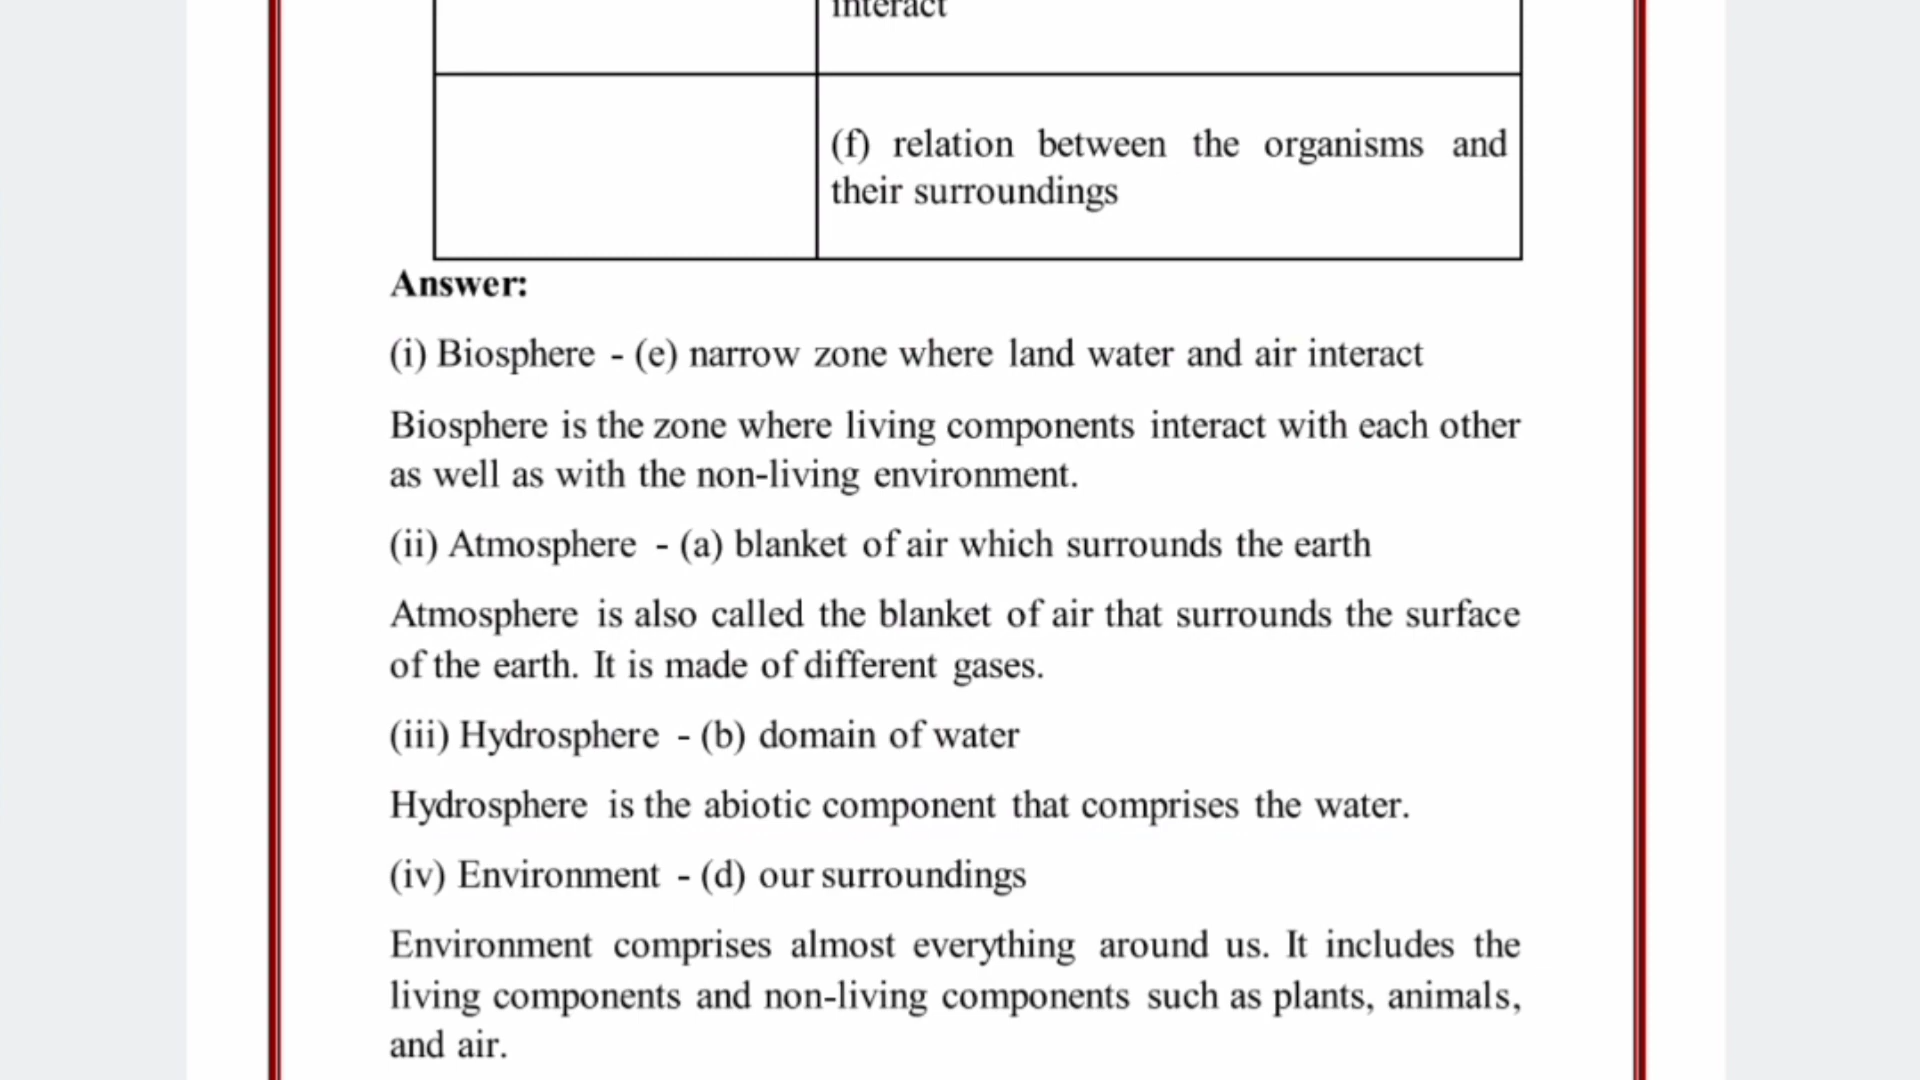 interact
(f) relation between the organisms and
their surroundings
Answer:
(i) Biosphere - (e) narrow zone where land water and air interact
Biosphere is the zone where living components interact with each other
as well as with the non-living environment.
(ii) Atmosphere - (a) blanket of air which surrounds the earth
Atmosphere is also called the blanket of air that surrounds the surface
of the earth. It is made of different gases.
(iii) Hydrosphere - (b) domain of water
Hydrosphere is the abiotic component that comprises the water.
(iv) Environment - (d) our surroundings
Environment comprises almost everything around us. It includes the
living components and non-living components such as plants, animals,
and air.